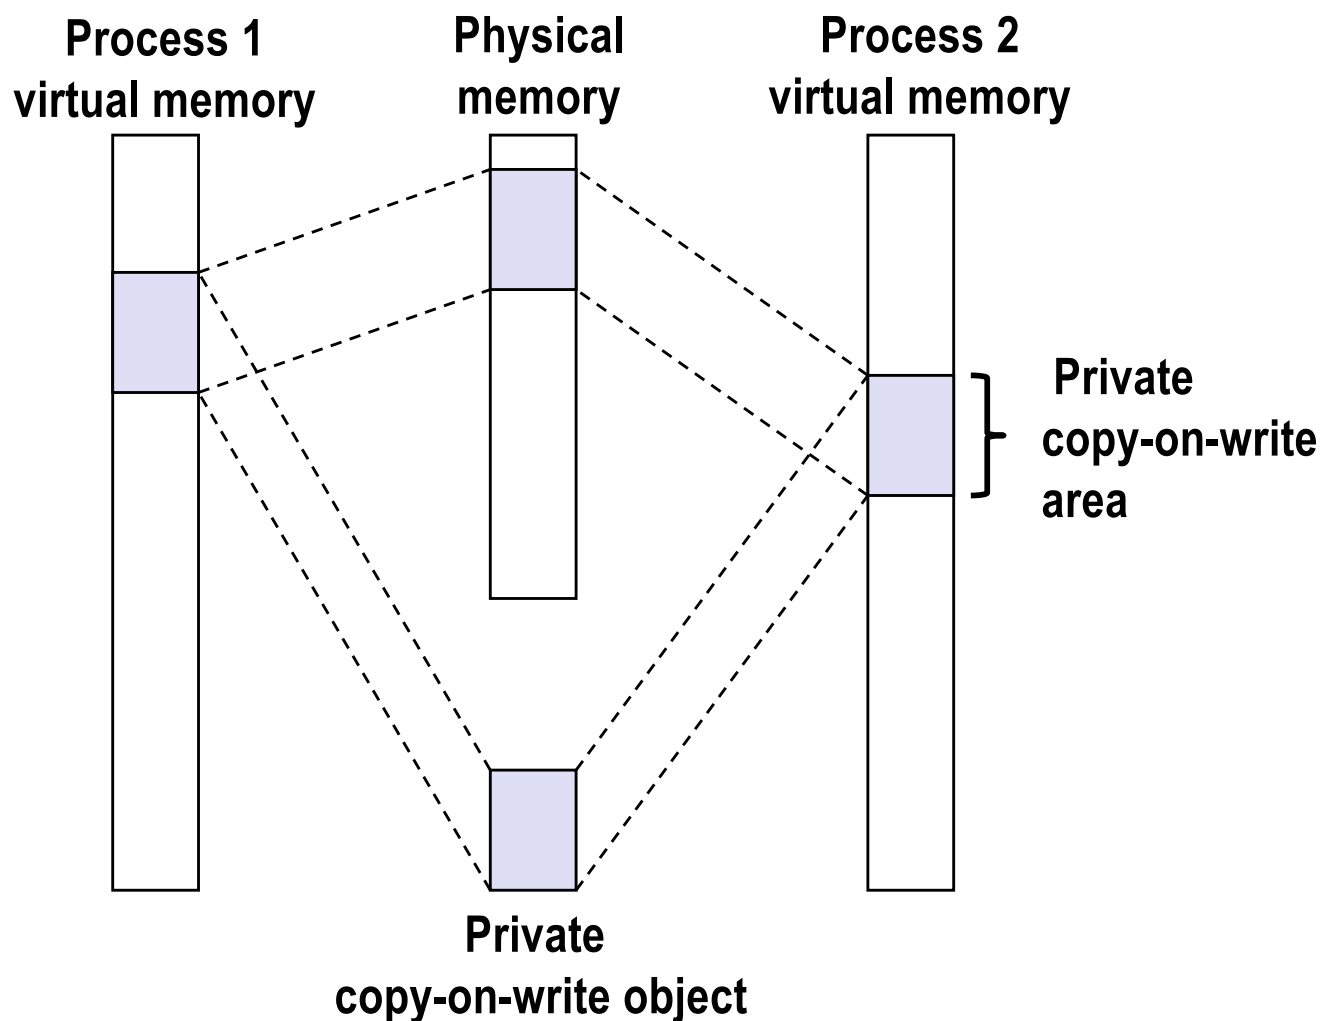 Process 1
virtual memory
Physical
memory
Process 2
virtual memory
Private
copy-on-write
area
Private
copy-on-write object